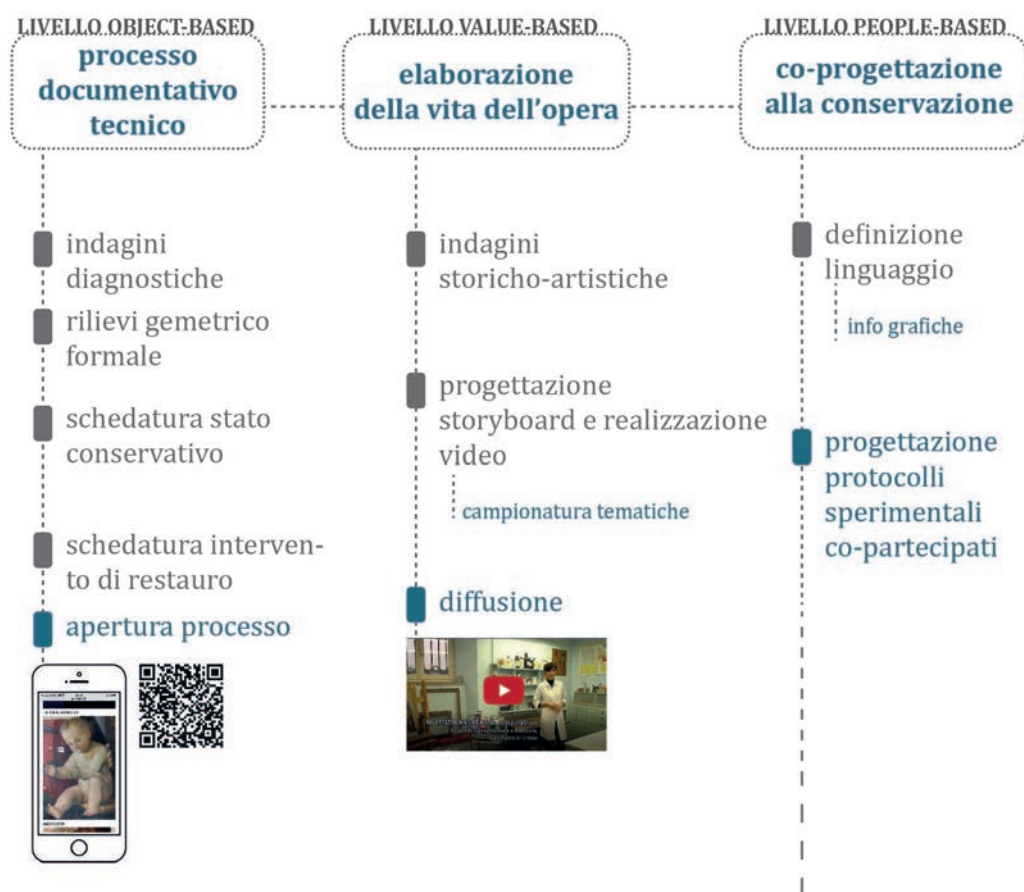 LIVELLO OBJECT-BASED
processo
documentativo
tecnico
indagini
diagnostiche
rilievi gemetrico
formale
schedatura stato
conservativo
schedatura interven-
to di restauro
apertura processo
LIVELLO VALUE-BASED
elaborazione
della vita dell'opera
indagini
storicho-artistiche
progettazione
storyboard e realizzazione
video
campionatura tematiche
diffusione
LIVELLO PEOPLE-BASED
co-progettazione
alla conservazione
definizione
linguaggio
info grafiche
progettazione
protocolli
sperimentali
co-partecipati